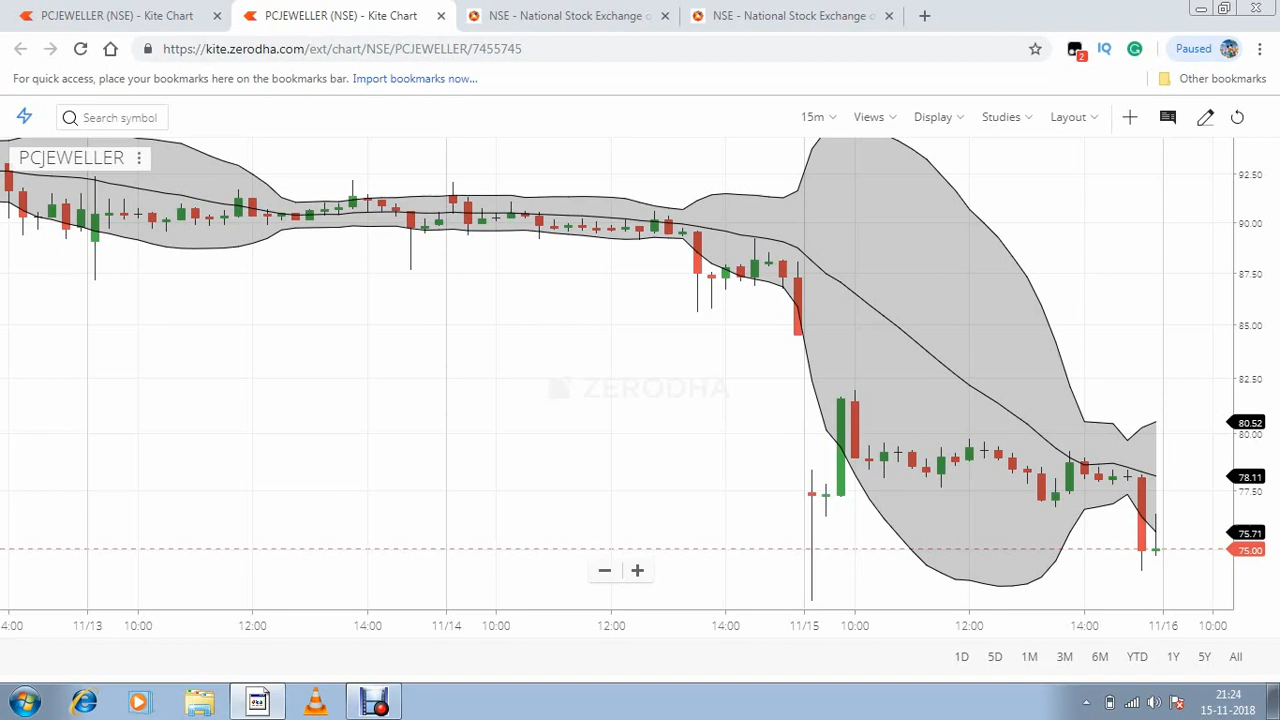 PCJEWELLER (NSE) - Kite Chart
PCJEWELLER (NSE) - Kite Chart
NSE - National Stock Exchange o
NSE - National Stock Exchange o
https://kite.zerodha.com/ext/chart/NSE/PCJEWELLER/7455745
2
IQ
Paused
For quick access, place your bookmarks here on the bookmarks bar. Import bookmarks now...
Other bookmarks
Search symbol
15m
Views
Display
Studies
Layout
PCJEWELLER
ZERODHA
92.50
90.00
87.50
85.00
82.50
80.52
80.00
78.11
77.50
75.71
75.00
4:00 11/13 10:00 12:00 14:00 11/14 10:00 12:00 14:00 11/15 10:00 12:00 14:00 11/16 10:00
1D 5D 1M 3M 6M YTD 1Y 5Y All
21:24
15-11-2018